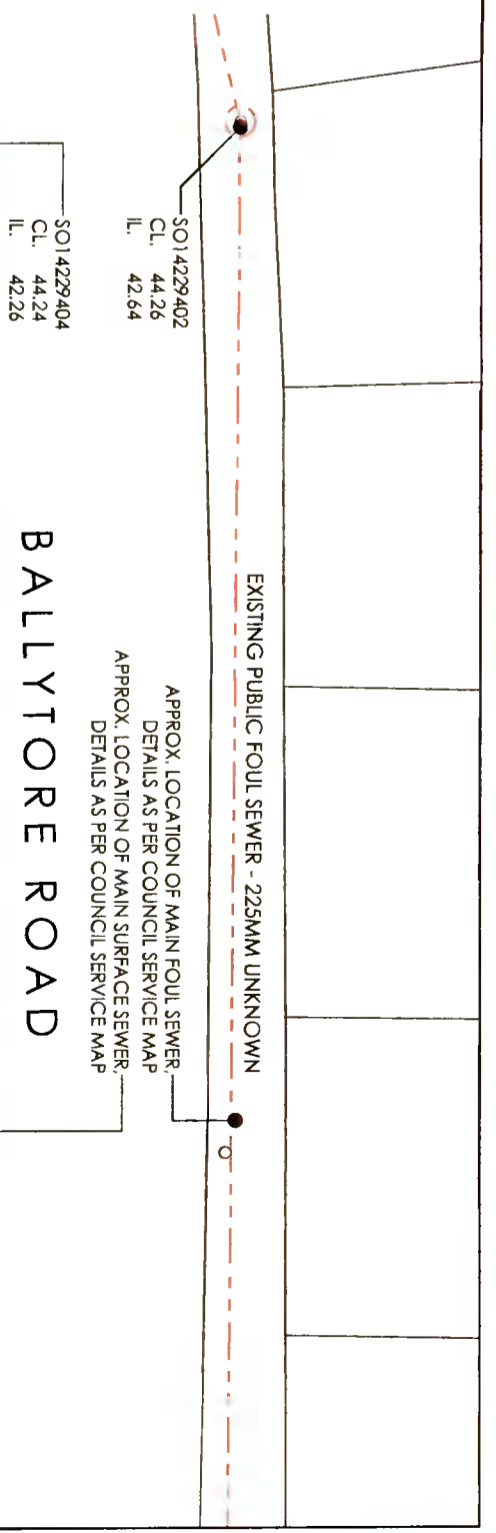 EXISTING PUBLIC FOUL SEWER - 225MM UNKNOWN
SO14229402
CL. 44.26
IL. 42.64
APPROX. LOCATION OF MAIN FOUL SEWER,
DETAILS AS PER COUNCIL SERVICE MAP
APPROX. LOCATION OF MAIN SURFACE SEWER,
DETAILS AS PER COUNCIL SERVICE MAP
SO14229404
CL. 44.24
IL. 42.26
BALLYTORE ROAD